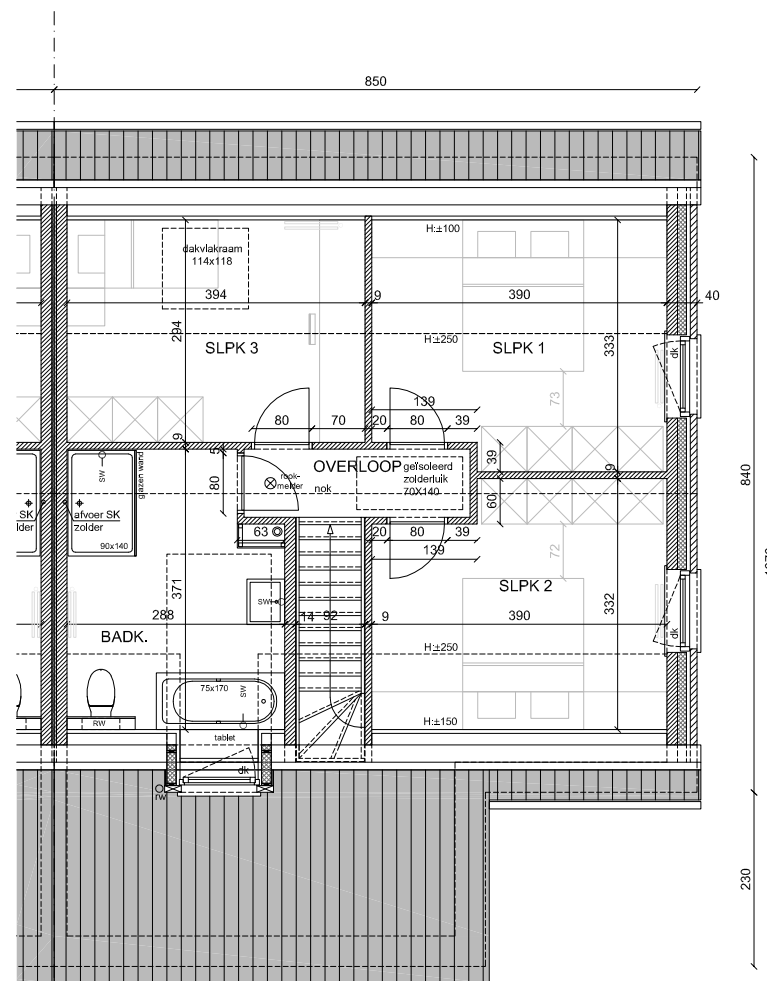 850
dakvlakraam
114x118
H:±100
394
9
390
40
294
SLPK 3
H:±250
SLPK 1
333
dk
73
139
80
70
20
80
39
9
5
39
9
OVERLOOP
geïsoleerd
zolderluik
70X140
rook-
melder
nok
80
glazen wand
SW
SK
lder
afvoer SK
zolder
90x140
63
60
20
80
39
139
72
840
371
SLPK 2
332
dk
SW
288
14
92
9
390
BADK.
H:±250
75x170
SW
RW
H:±150
tablet
dk
rw
230